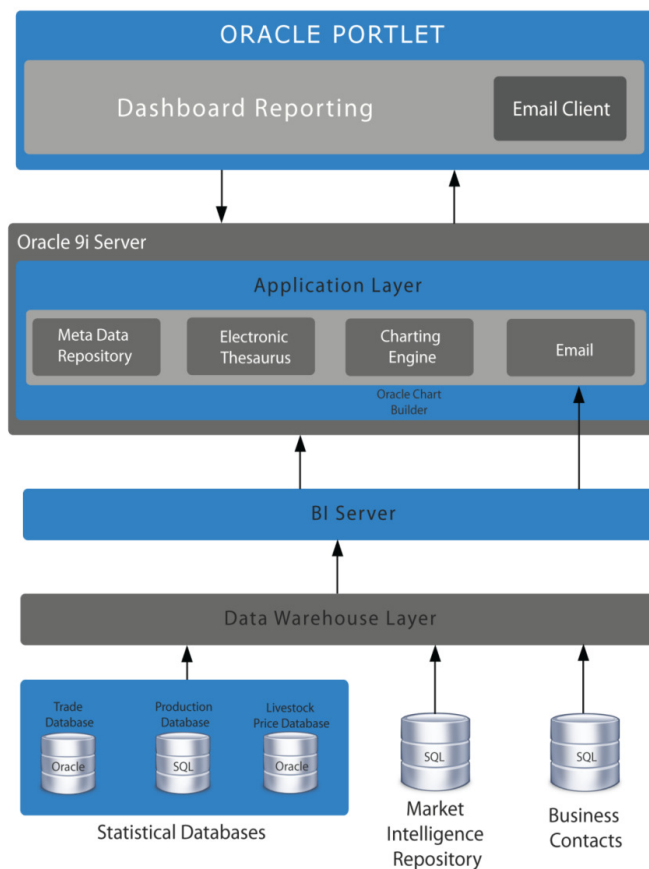 ORACLE PORTLET
Dashboard Reporting
Email Client
Oracle 9i Server
Application Layer
Meta Data
Repository
Electronic
Thesaurus
Charting
Engine
Email
Oracle Chart
Builder
BI Server
Data Warehouse Layer
Trade
Database
Production
Database
Livestock
Price Database
Oracle
SQL
Oracle
SQL
SQL
Statistical Databases
Market
Intelligence
Repository
Business
Contacts